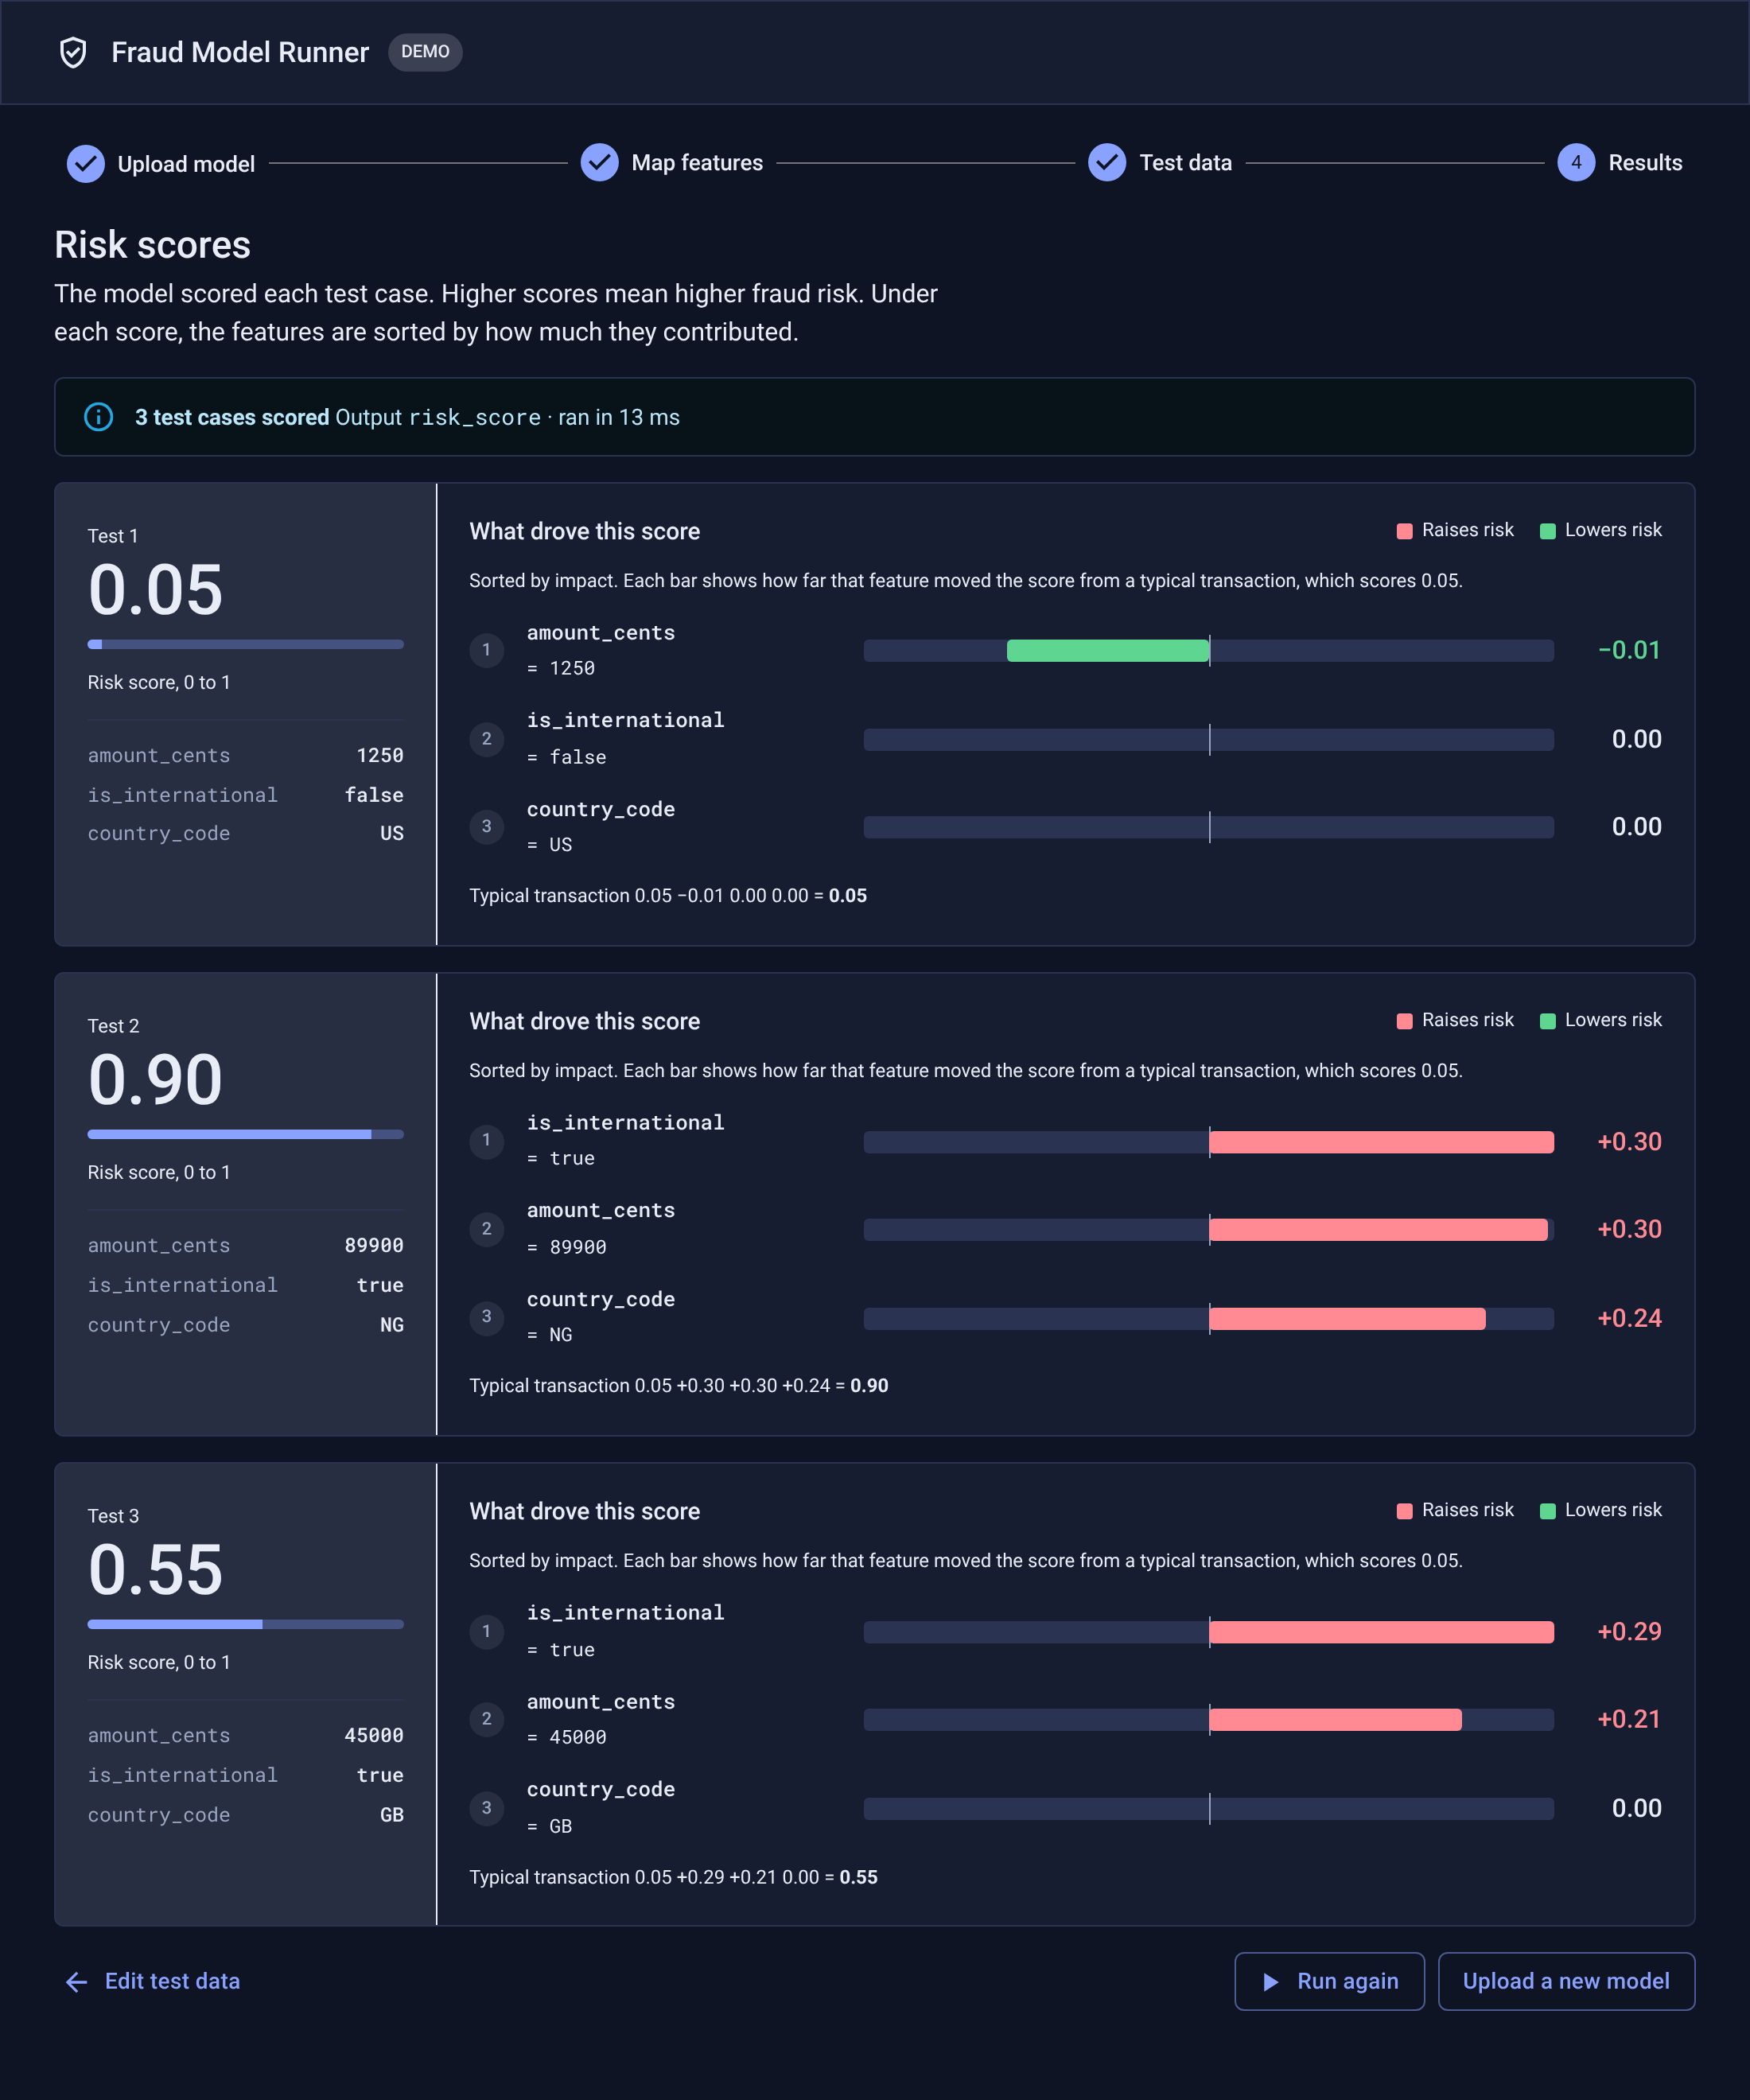 Fraud Model Runner DEMO
Upload model
Map features
Test data
4 Results
Risk scores
The model scored each test case. Higher scores mean higher fraud risk. Under
each score, the features are sorted by how much they contributed.
3 test cases scored Output risk_score · ran in 13 ms
Test 1
0.05
Risk score, 0 to 1
amount_cents 1250
is_international false
country_code US
What drove this score
Raises risk
Lowers risk
Sorted by impact. Each bar shows how far that feature moved the score from a typical transaction, which scores 0.05.
1 amount_cents
= 1250
−0.01
2 is_international
= false
0.00
3 country_code
= US
0.00
Typical transaction 0.05 −0.01 0.00 0.00 = 0.05
Test 2
0.90
Risk score, 0 to 1
amount_cents 89900
is_international true
country_code NG
What drove this score
Raises risk
Lowers risk
Sorted by impact. Each bar shows how far that feature moved the score from a typical transaction, which scores 0.05.
1 is_international
= true
+0.30
2 amount_cents
= 89900
+0.30
3 country_code
= NG
+0.24
Typical transaction 0.05 +0.30 +0.30 +0.24 = 0.90
Test 3
0.55
Risk score, 0 to 1
amount_cents 45000
is_international true
country_code GB
What drove this score
Raises risk
Lowers risk
Sorted by impact. Each bar shows how far that feature moved the score from a typical transaction, which scores 0.05.
1 is_international
= true
+0.29
2 amount_cents
= 45000
+0.21
3 country_code
= GB
0.00
Typical transaction 0.05 +0.29 +0.21 0.00 = 0.55
Edit test data
Run again
Upload a new model